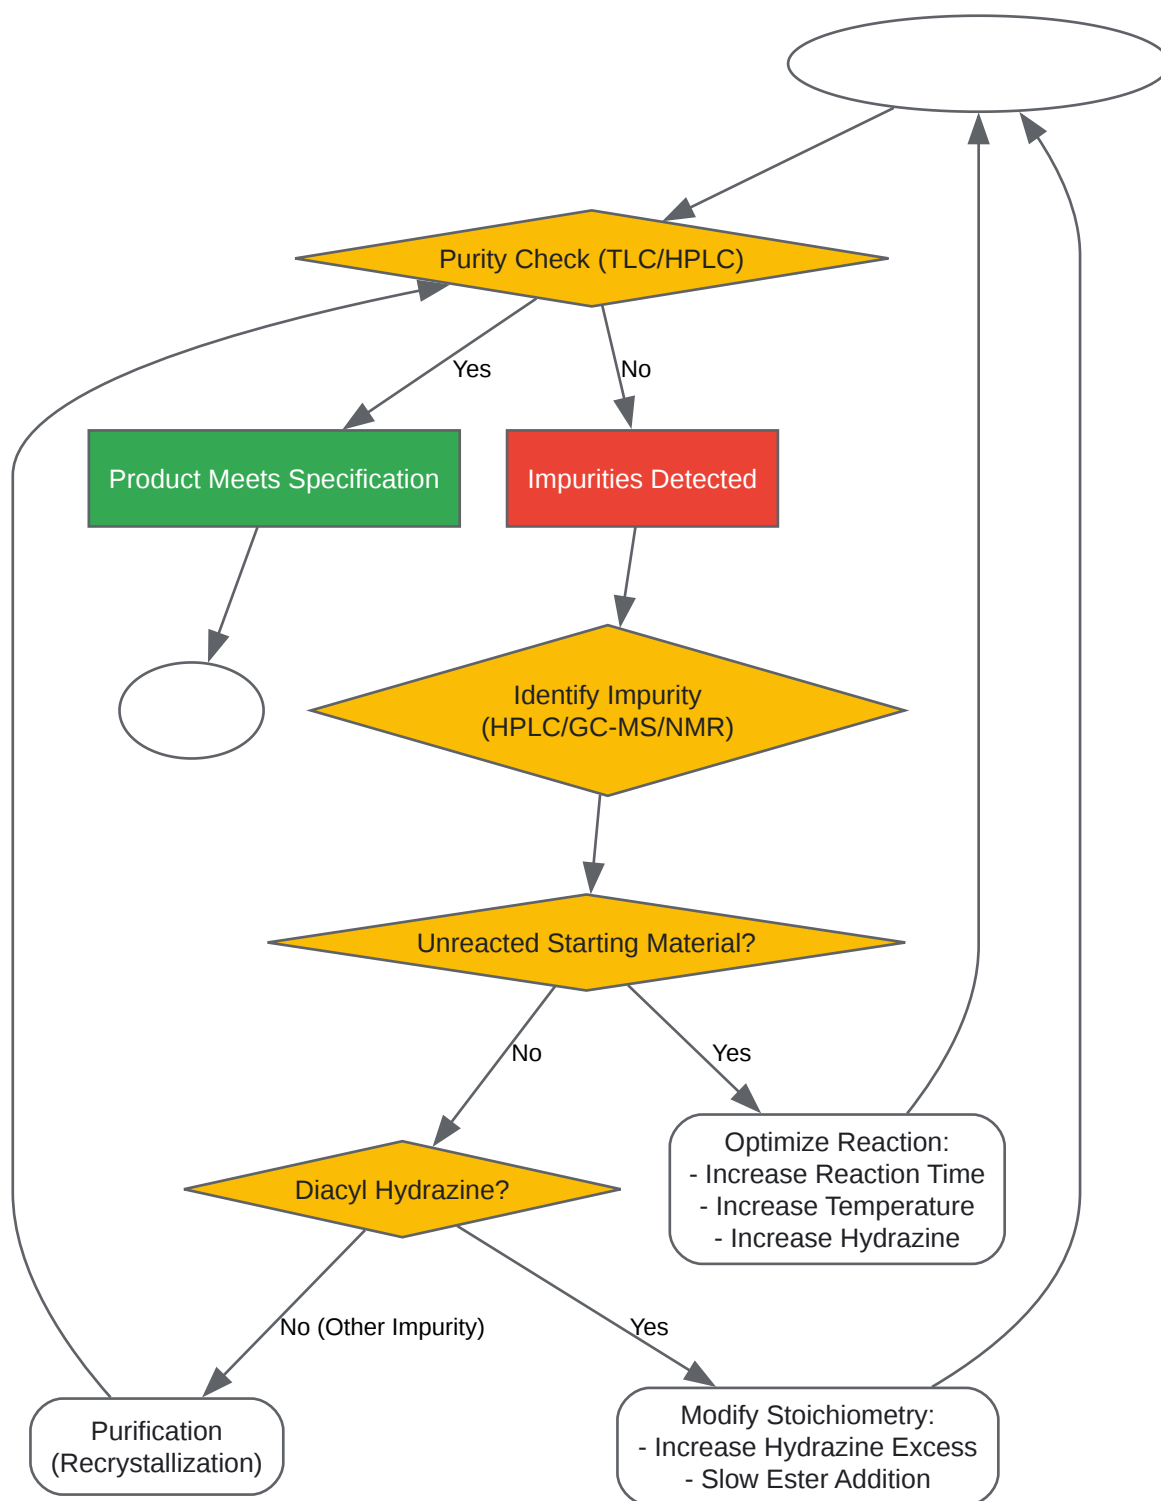 Purity Check (TLC/HPLC)
Yes
No
Product Meets Specification
Impurities Detected
Identify Impurity
(HPLC/GC-MS/NMR)
Unreacted Starting Material?
No
Yes
Optimize Reaction:
- Increase Reaction Time
- Increase Temperature
- Increase Hydrazine
Diacyl Hydrazine?
No (Other Impurity)
Yes
Purification
(Recrystallization)
Modify Stoichiometry:
- Increase Hydrazine Excess
- Slow Ester Addition